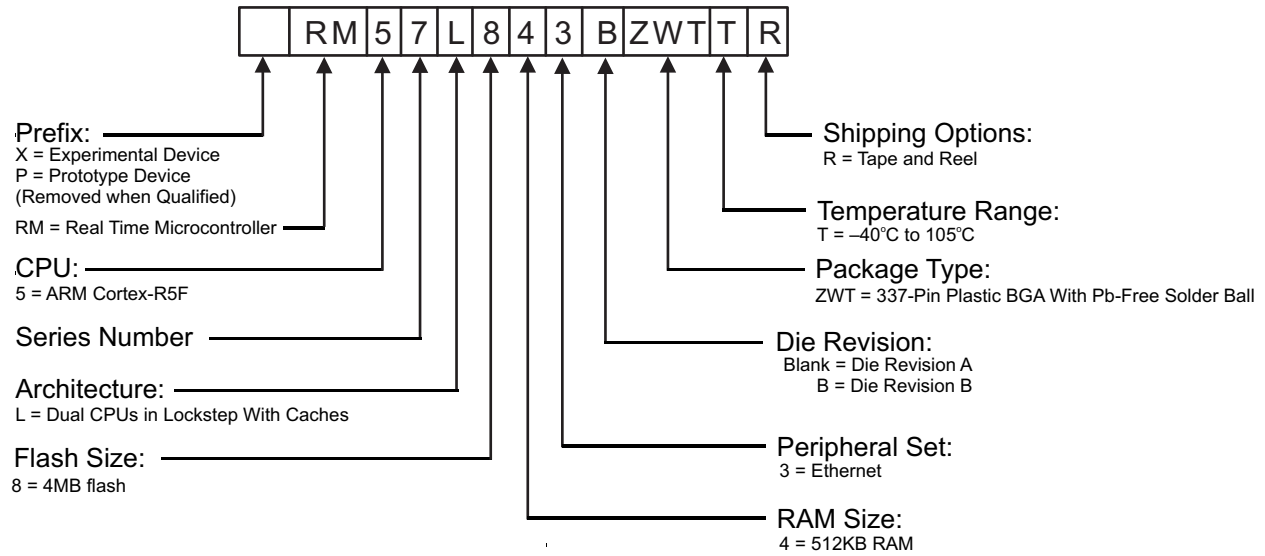 RM57L843BZWTTR
Prefix:
X = Experimental Device
P = Prototype Device
(Removed when Qualified)
RM = Real Time Microcontroller
CPU:
5 = ARM Cortex-R5F
Series Number
Architecture:
L = Dual CPUs in Lockstep With Caches
Flash Size:
8 = 4MB flash
Shipping Options:
R = Tape and Reel
Temperature Range:
T = –40°C to 105°C
Package Type:
ZWT = 337-Pin Plastic BGA With Pb-Free Solder Ball
Die Revision:
Blank = Die Revision A
B = Die Revision B
Peripheral Set:
3 = Ethernet
RAM Size:
4 = 512KB RAM